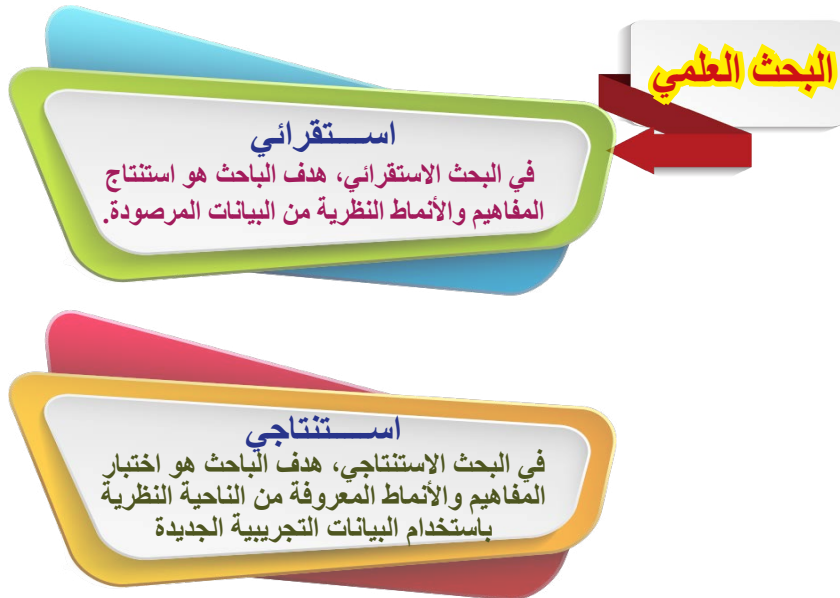 البحث العلمي
اســـــتقرائي
في البحث الاستقرائي، هدف الباحث هو استنتاج
المفاهيم والأنماط النظرية من البيانات المرصودة.
اســـــتنتاجي
في البحث الاستنتاجي، هدف الباحث هو اختبار
المفاهيم والأنماط المعروفة من الناحية النظرية
باستخدام البيانات التجريبية الجديدة